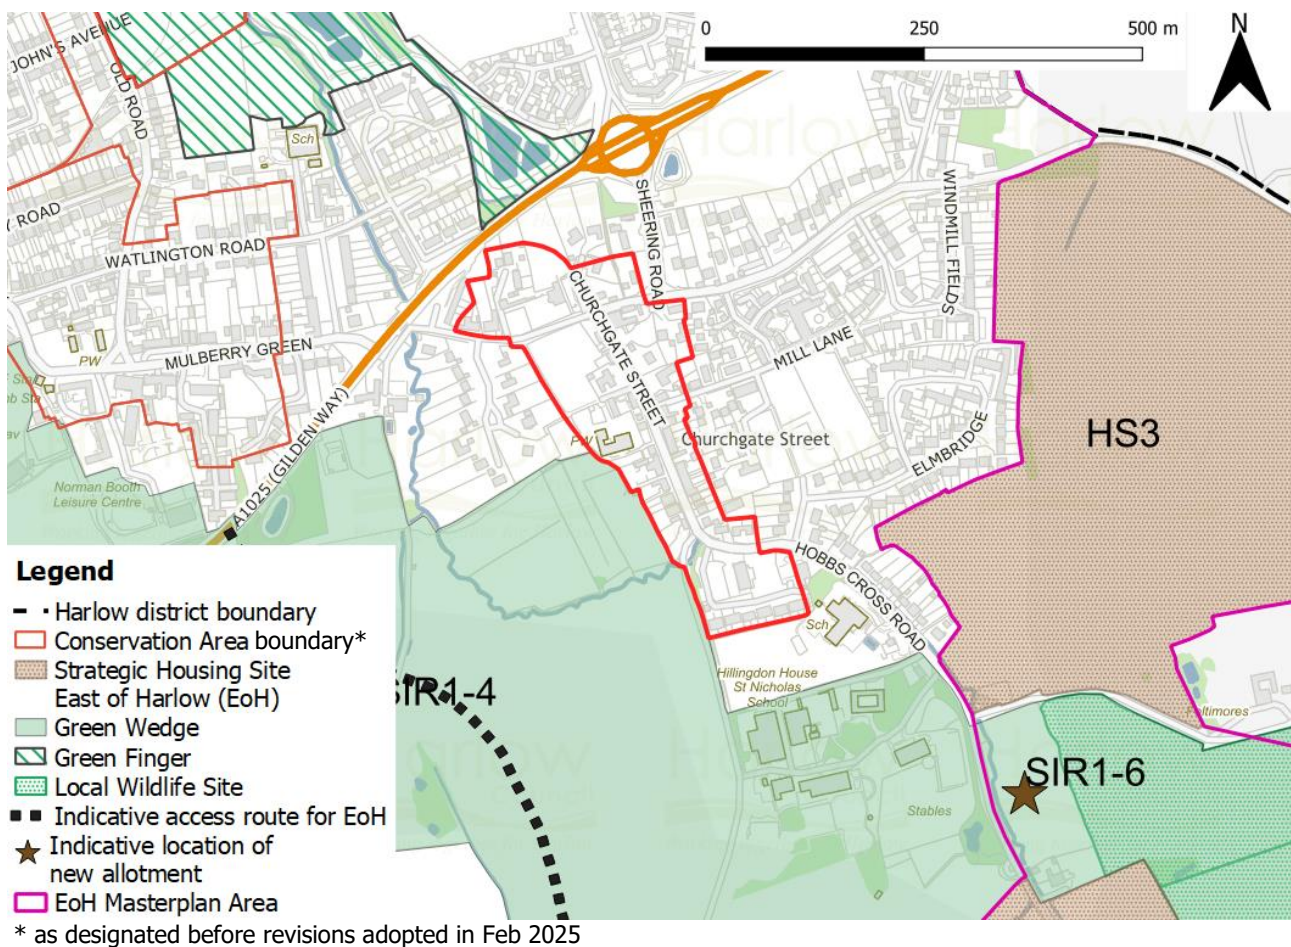 0 250 500 m
N
JOHN'S AVENUE
OLD ROAD
Sch
SHEERING ROAD
WINDMILL FIELDS
Y ROAD
WATLINGTON ROAD
CHURCHGATE STREET
MULBERRY GREEN
PW
MILL LANE
HS3
PW
Churchgate Street
ELMBRIDGE
Norman Booth
Leisure Centre
A1025 (GILDEN WAY)
HOBBS CROSS ROAD
Sch
Hillingdon House
St Nicholas
School
SIR1-4
Feltimores
SIR1-6
Stables
Legend
Harlow district boundary
Conservation Area boundary*
Strategic Housing Site
East of Harlow (EoH)
Green Wedge
Green Finger
Local Wildlife Site
Indicative access route for EoH
Indicative location of
new allotment
EoH Masterplan Area
* as designated before revisions adopted in Feb 2025